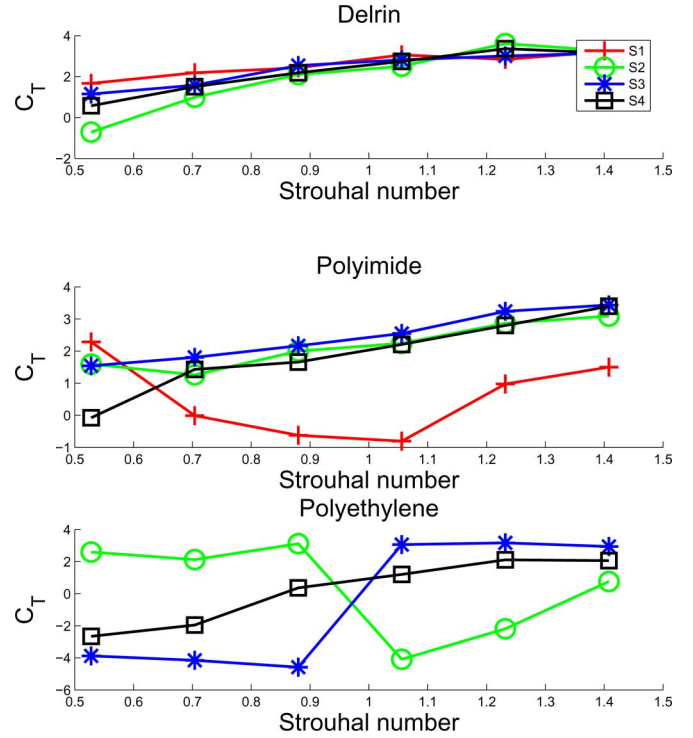 Delrin
4
2
0
−2
C_T
S1
S2
S3
S4
0.5 0.6 0.7 0.8 0.9 1 1.1 1.2 1.3 1.4 1.5
Strouhal number
Polyimide
4
3
2
1
0
−1
C_T
0.5 0.6 0.7 0.8 0.9 1 1.1 1.2 1.3 1.4 1.5
Strouhal number
Polyethylene
4
2
0
−2
−4
−6
C_T
0.5 0.6 0.7 0.8 0.9 1 1.1 1.2 1.3 1.4 1.5
Strouhal number